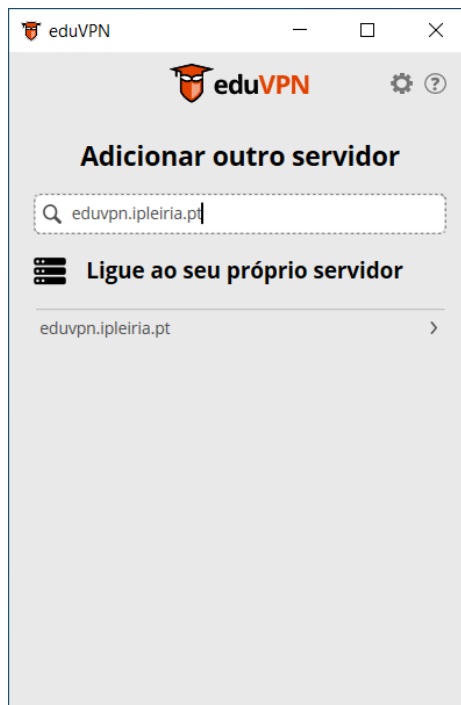 eduVPN
eduVPN
Adicionar outro servidor
eduvpn.ipleiria.pt
Ligue ao seu próprio servidor
eduvpn.ipleiria.pt